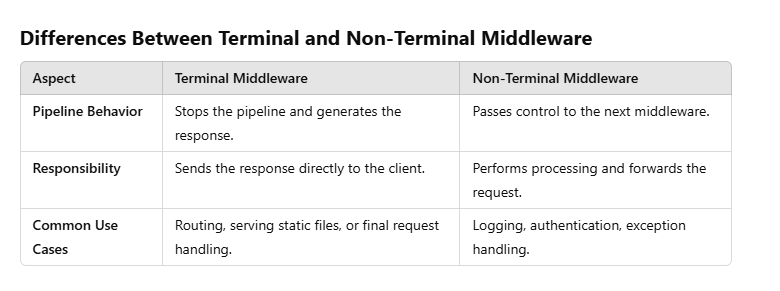 Differences Between Terminal and Non-Terminal Middleware
Aspect Terminal Middleware Non-Terminal Middleware
Pipeline Behavior Stops the pipeline and generates the Passes control to the next middleware.
response.
Responsibility Sends the response directly to the client. Performs processing and forwards the
request.
Common Use Routing, serving static files, or final request Logging, authentication, exception
Cases handling. handling.